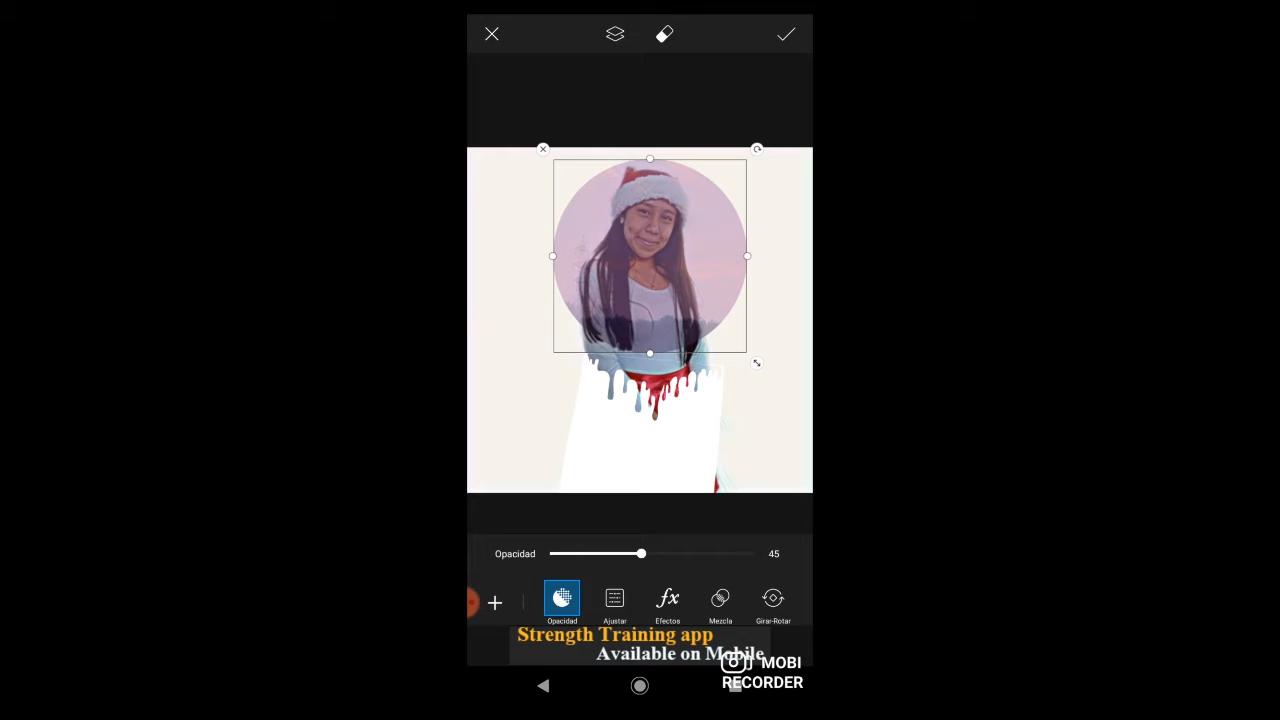 Opacidad 45
Opacidad Ajustar Efectos Mezcla Girar-Rotar
Strength Training app
Available on Mobile
MOBI
RECORDER